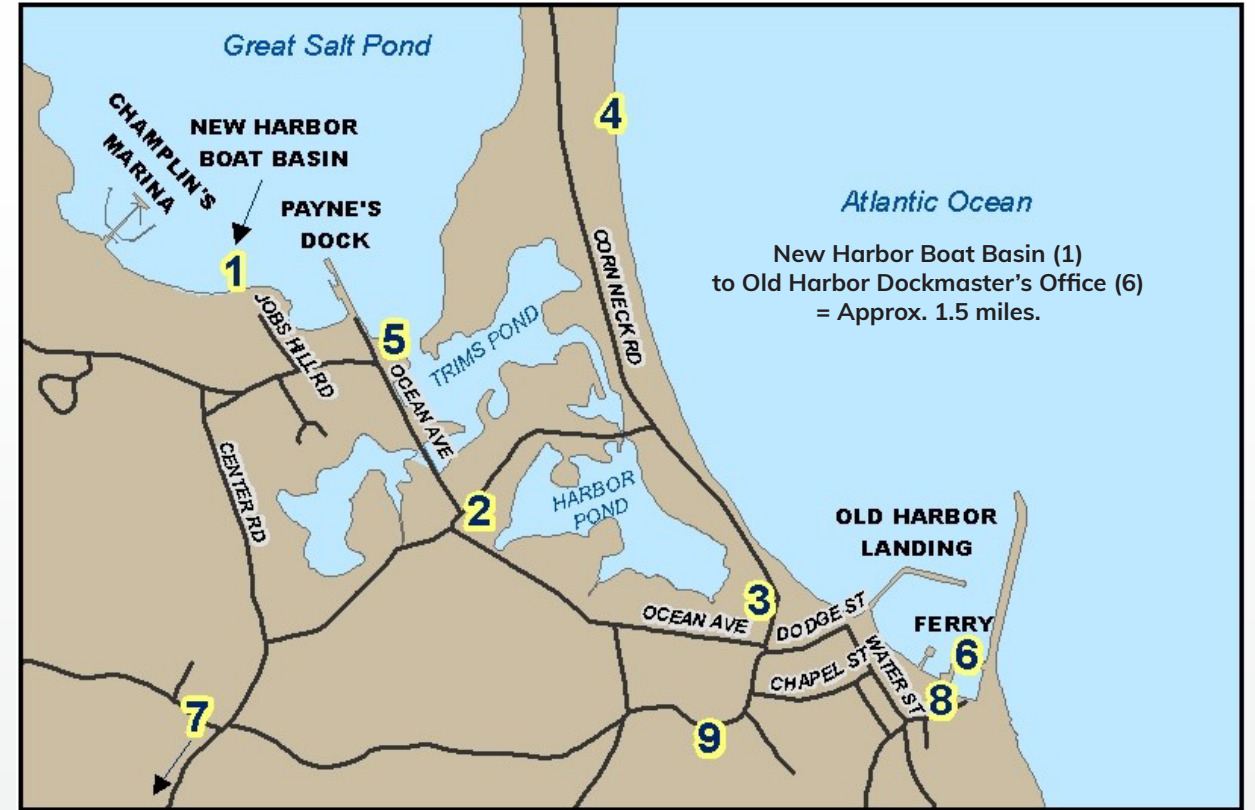 Great Salt Pond
CHAMPLIN'S
MARINA
NEW HARBOR
BOAT BASIN
PAYNE'S
DOCK
4
Atlantic Ocean
New Harbor Boat Basin (1)
to Old Harbor Dockmaster's Office (6)
= Approx. 1.5 miles.
1
JOBS HILL RD
5
OCEAN AVE
TRIMS POND
CORN NECK RD
CENTER RD
2
HARBOR
POND
OLD HARBOR
LANDING
3
OCEAN AVE
DODGE ST
FERRY
6
CHAPEL ST
WATER ST
8
7
9